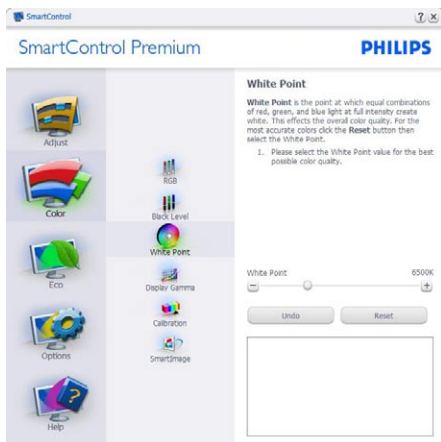 SmartControl
SmartControl Premium
PHILIPS
Adjust
Color
Eco
Options
Help
RGB
Black Level
White Point
Display Gamma
Calibration
SmartImage
White Point
White Point is the point at which equal combinations
of red, green, and blue light at full intensity create
white. This effects the overall color quality. For the
most accurate colors click the Reset button then
select the White Point.
1. Please select the White Point value for the best
possible color quality.
White Point 6500K
Undo Reset